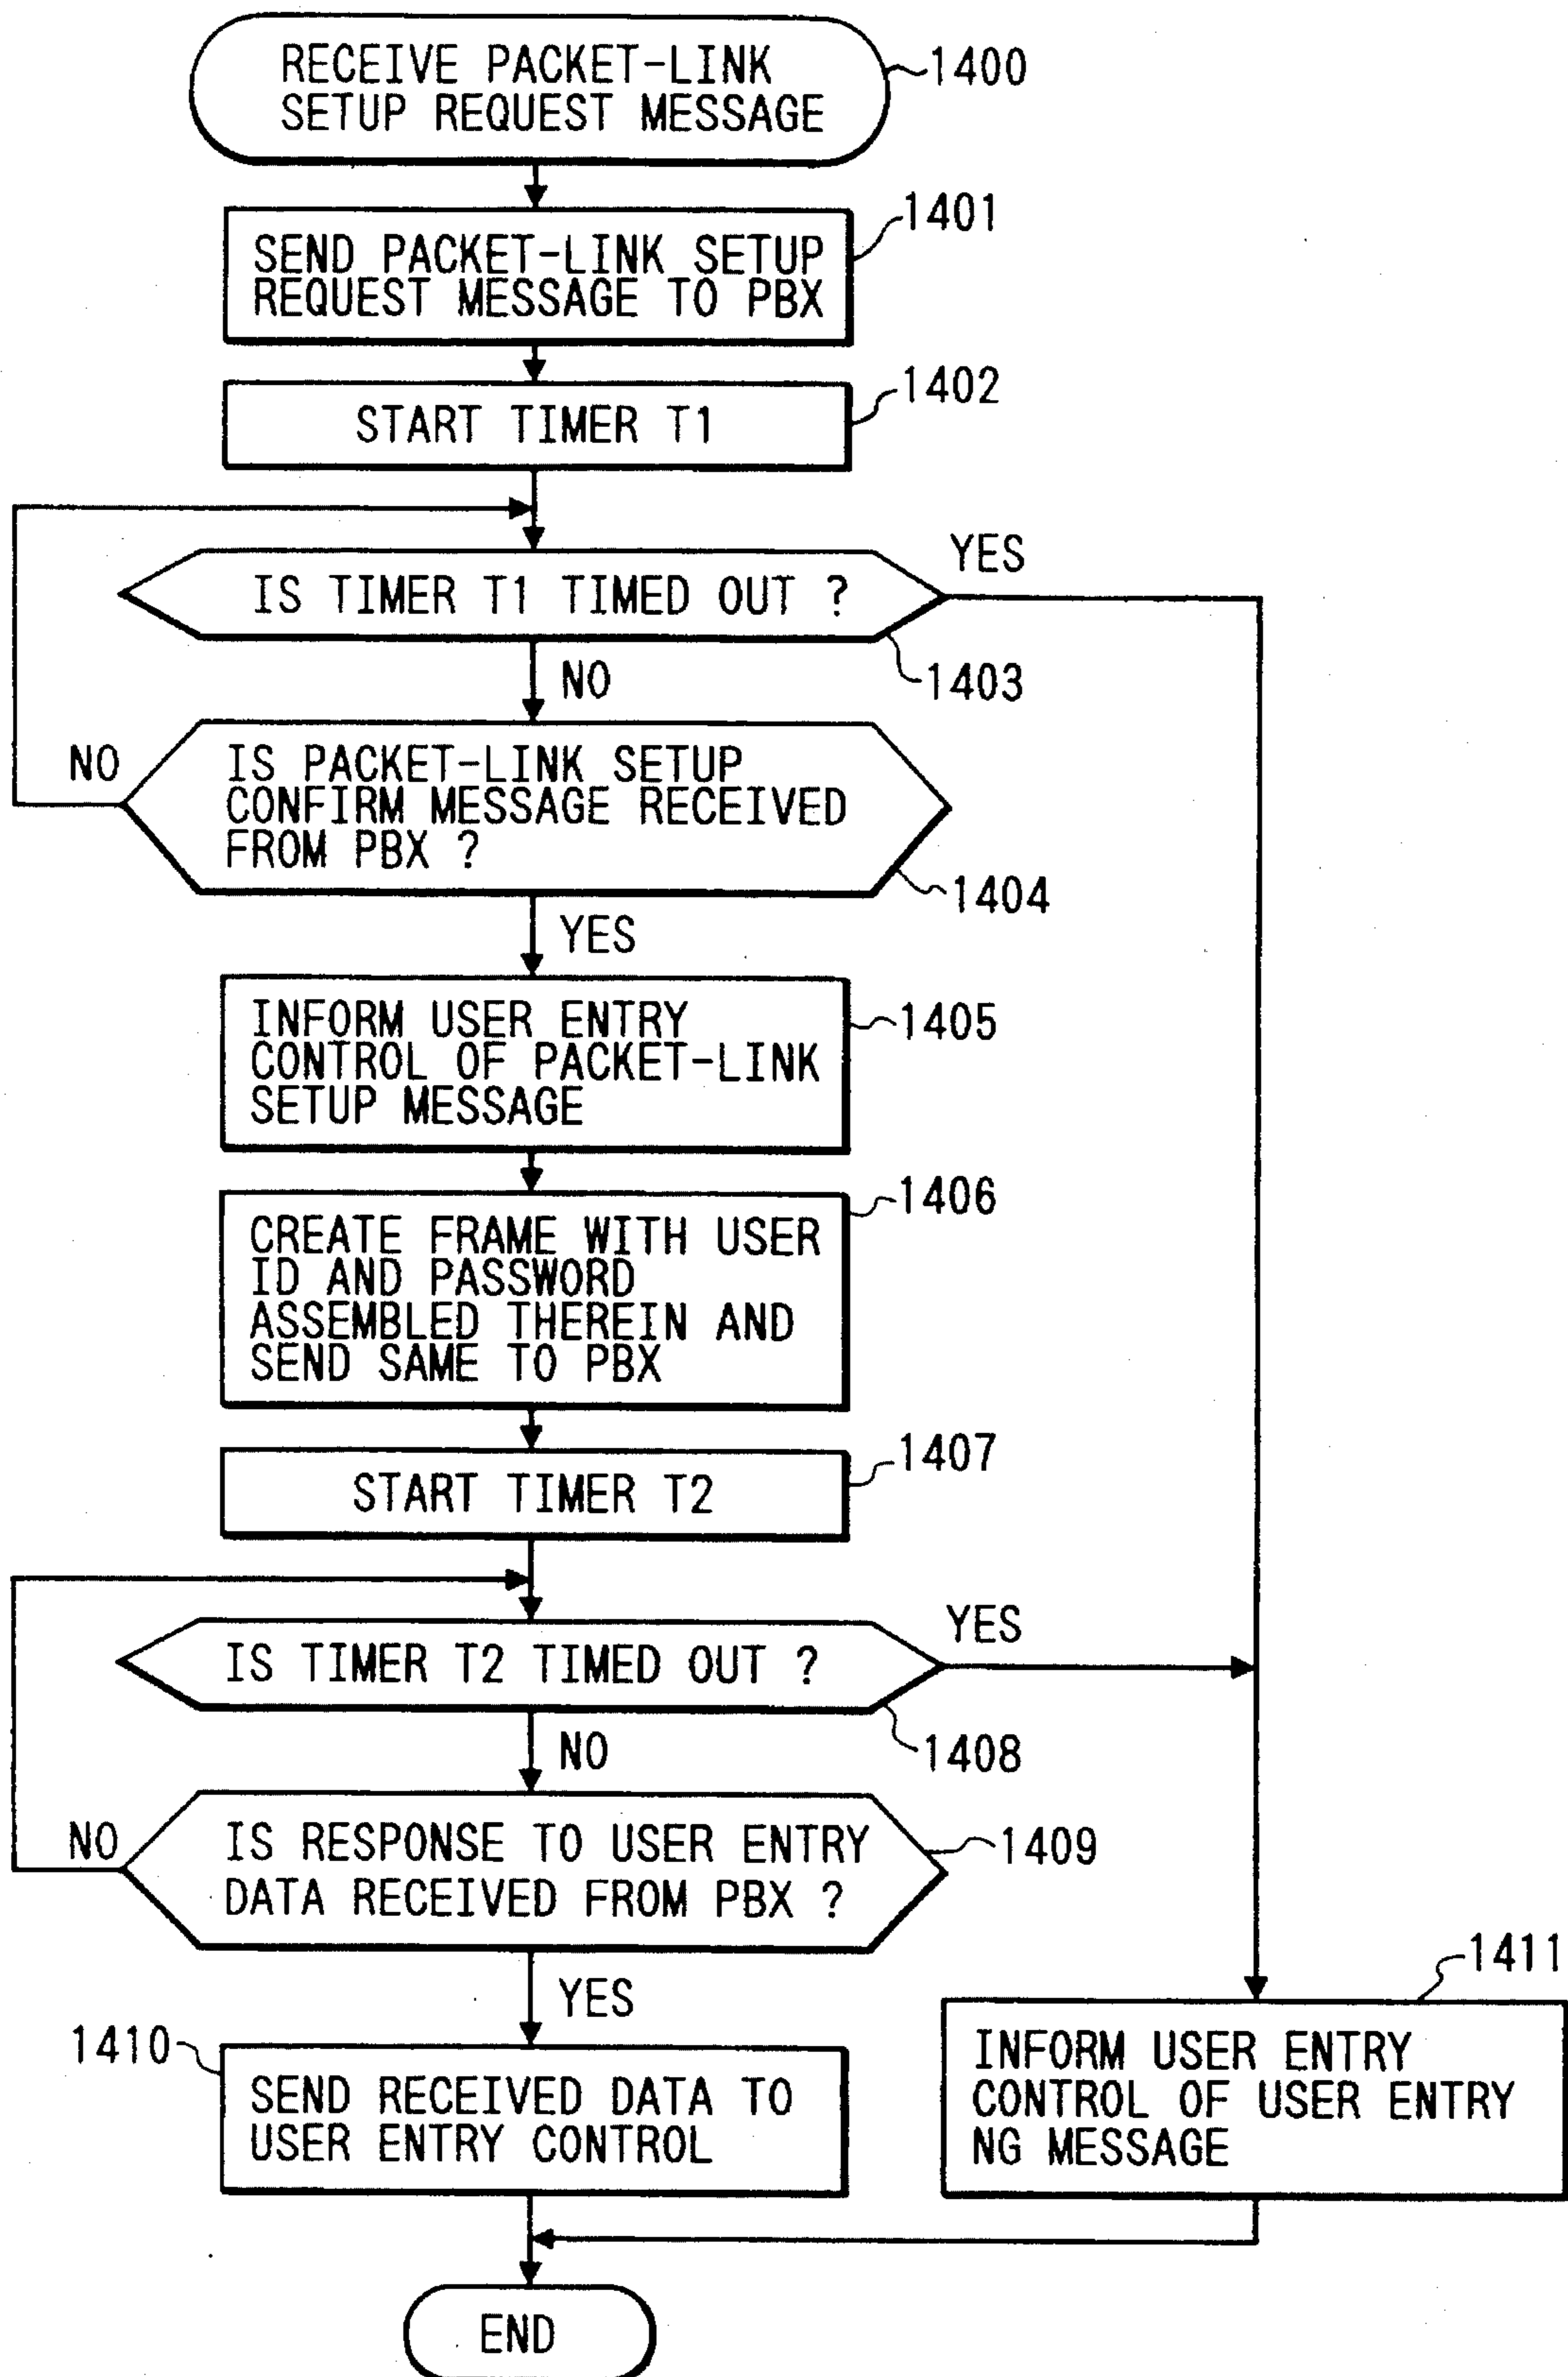 RECEIVE PACKET-LINK
SETUP REQUEST MESSAGE
1400
1401
SEND PACKET-LINK SETUP
REQUEST MESSAGE TO PBX
1402
START TIMER T1
YES
IS TIMER T1 TIMED OUT ?
1403
NO
NO
IS PACKET-LINK SETUP
CONFIRM MESSAGE RECEIVED
FROM PBX ?
1404
YES
INFORM USER ENTRY
CONTROL OF PACKET-LINK
SETUP MESSAGE
1405
1406
CREATE FRAME WITH USER
ID AND PASSWORD
ASSEMBLED THEREIN AND
SEND SAME TO PBX
1407
START TIMER T2
YES
IS TIMER T2 TIMED OUT ?
1408
NO
NO
IS RESPONSE TO USER ENTRY
DATA RECEIVED FROM PBX ?
1409
YES
1410
SEND RECEIVED DATA TO
USER ENTRY CONTROL
1411
INFORM USER ENTRY
CONTROL OF USER ENTRY
NG MESSAGE
END